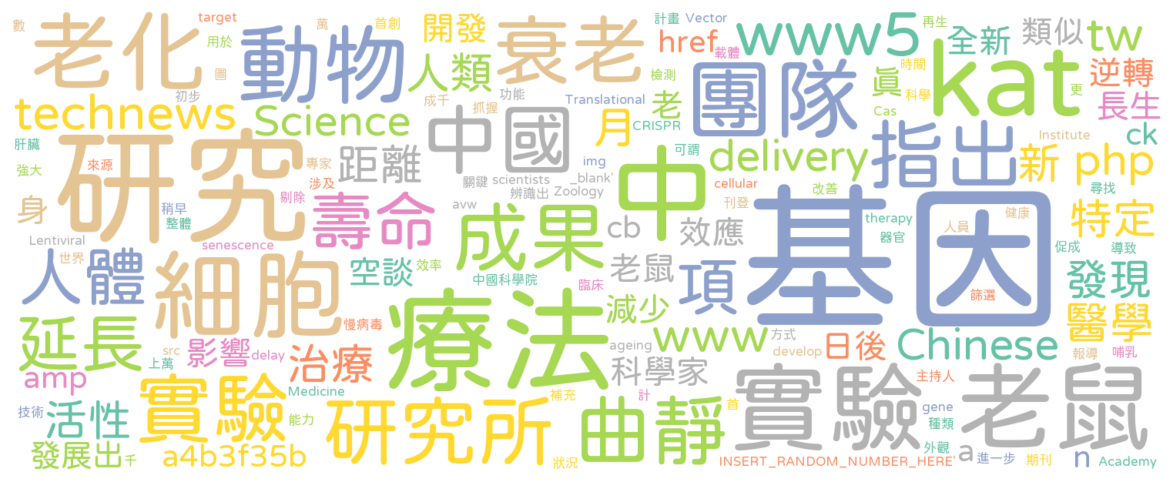 數
target
萬
首創
開發
計畫
Vector
www5
全新
類似
tw
老化
動物
衰老
用於
圖
人類
href
載體
再生
kat
逆轉
初步
成千
抓握
功能
檢測
團隊
真
時間
科學
長生
technews
Science
Translational
老
更
Cas
月
CRISPR
指出
新
Institute
ck
php
肝臟
強大
來源
研究
距離
中國
專家
涉及
關鍵
scientists
img
_blank'
辨識出
Zoology
可謂
中
delivery
cellular
改善
刊登
尋找
特定
身
剔除
壽命
avw
成果
cb
效應
基因
therapy
器官
人員
健康
促成
導致
稍早
整體
Lentiviral
世界
senescence
人體
細胞
空談
效率
中國科學院
老鼠
臨床
減少
項
篩選
發現
延長
慢病毒
療法
www
方式
日後
Chinese
醫學
src
上萬
影響
delay
治療
ageing
科學家
develop
報導
哺乳
amp
Medicine
技術
活性
實驗
能力
研究所
補充
計
曲靜
首
實驗
主持人
gene
種類
老鼠
發展出
千
a4b3f35b
狀況
INSERT_RANDOM_NUMBER_HERE'
外觀
a
進一步
期刊
n
Academy